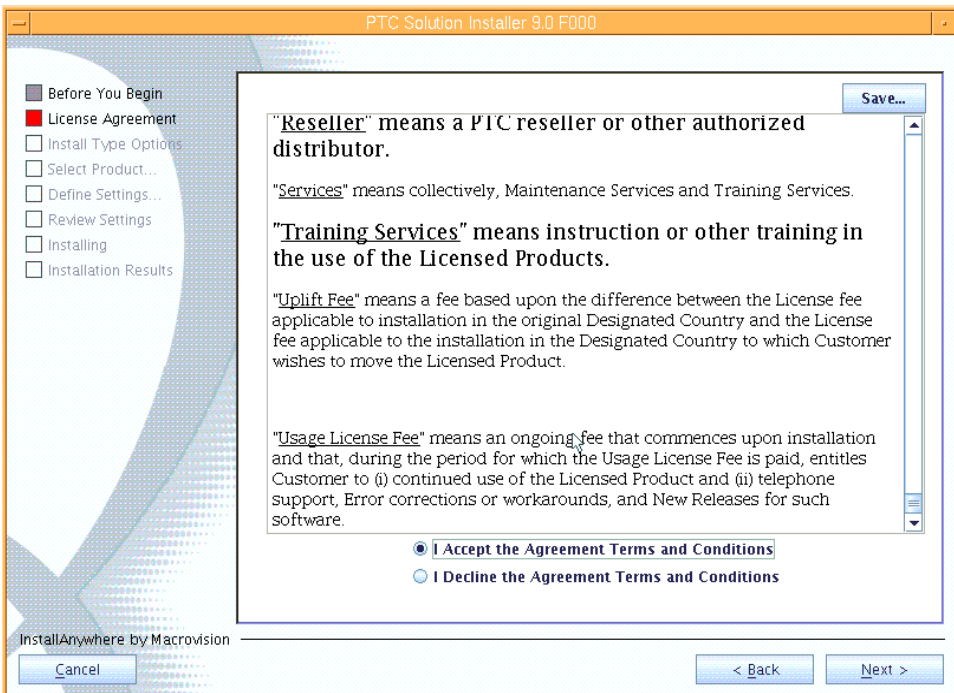 PTC Solution Installer 9.0 F000
Before You Begin
License Agreement
Install Type Options
Select Product...
Define Settings...
Review Settings
Installing
Installation Results
Save...
"Reseller" means a PTC reseller or other authorized
distributor.
"Services" means collectively, Maintenance Services and Training Services.
"Training Services" means instruction or other training in
the use of the Licensed Products.
"Uplift Fee" means a fee based upon the difference between the License fee
applicable to installation in the original Designated Country and the License
fee applicable to the installation in the Designated Country to which Customer
wishes to move the Licensed Product.
"Usage License Fee" means an ongoing fee that commences upon installation
and that, during the period for which the Usage License Fee is paid, entitles
Customer to (i) continued use of the Licensed Product and (ii) telephone
support, Error corrections or workarounds, and New Releases for such
software.
I Accept the Agreement Terms and Conditions
I Decline the Agreement Terms and Conditions
InstallAnywhere by Macrovision
Cancel
< Back
Next >